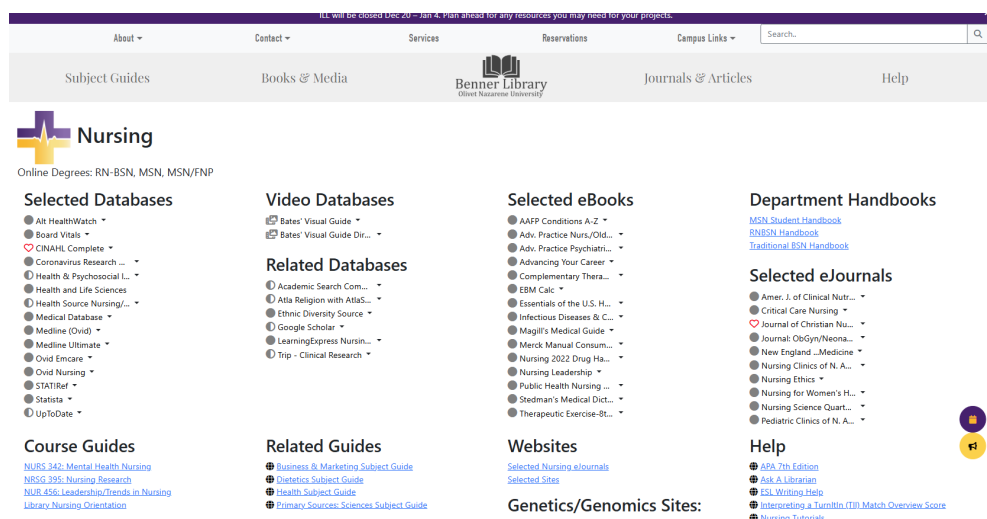 ILL will be closed Dec 20 – Jan 4. Plan ahead for any resources you may need for your projects.
About
Contact
Services
Reservations
Campus Links
Search..
Subject Guides
Books & Media
Benner Library
Olivet Nazarene University
Journals & Articles
Help
Nursing
Online Degrees: RN-BSN, MSN, MSN/FNP
Selected Databases
Alt HealthWatch
Board Vitals
CINAHL Complete
Coronavirus Research ...
Health & Psychosocial I...
Health and Life Sciences
Health Source Nursing/...
Medical Database
Medline (Ovid)
Medline Ultimate
Ovid Emcare
Ovid Nursing
STAT!Ref
Statista
UpToDate
Video Databases
Bates' Visual Guide
Bates' Visual Guide Dir...
Related Databases
Academic Search Com...
Atla Religion with AtlaS...
Ethnic Diversity Source
Google Scholar
LearningExpress Nursin...
Trip - Clinical Research
Selected eBooks
AAFP Conditions A-Z
Adv. Practice Nurs./Old...
Adv. Practice Psychiatri...
Advancing Your Career
Complementary Thera...
EBM Calc
Essentials of the U.S. H...
Infectious Diseases & C...
Magill's Medical Guide
Merck Manual Consum...
Nursing 2022 Drug Ha...
Nursing Leadership
Public Health Nursing ...
Stedman's Medical Dict...
Therapeutic Exercise-8t...
Department Handbooks
MSN Student Handbook
RNBSN Handbook
Traditional BSN Handbook
Selected eJournals
Amer. J. of Clinical Nutr...
Critical Care Nursing
Journal of Christian Nu...
Journal: ObGyn/Neona...
New England ...Medicine
Nursing Clinics of N. A...
Nursing Ethics
Nursing for Women's H...
Nursing Science Quart...
Pediatric Clinics of N. A...
Course Guides
NURS 342: Mental Health Nursing
NRSG 395: Nursing Research
NUR 456: Leadership/Trends in Nursing
Library Nursing Orientation
Related Guides
Business & Marketing Subject Guide
Dietetics Subject Guide
Health Subject Guide
Primary Sources: Sciences Subject Guide
Websites
Selected Nursing eJournals
Selected Sites
Genetics/Genomics Sites:
Help
APA 7th Edition
Ask A Librarian
ESL Writing Help
Interpreting a TurnItIn (TII) Match Overview Score
Nursing Tutorials